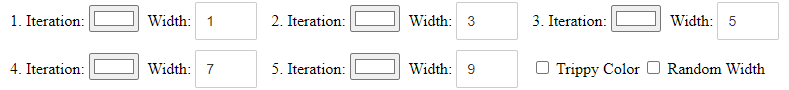 1. Iteration: Width: 1 2. Iteration: Width: 3 3. Iteration: Width: 5
4. Iteration: Width: 7 5. Iteration: Width: 9 Trippy Color Random Width